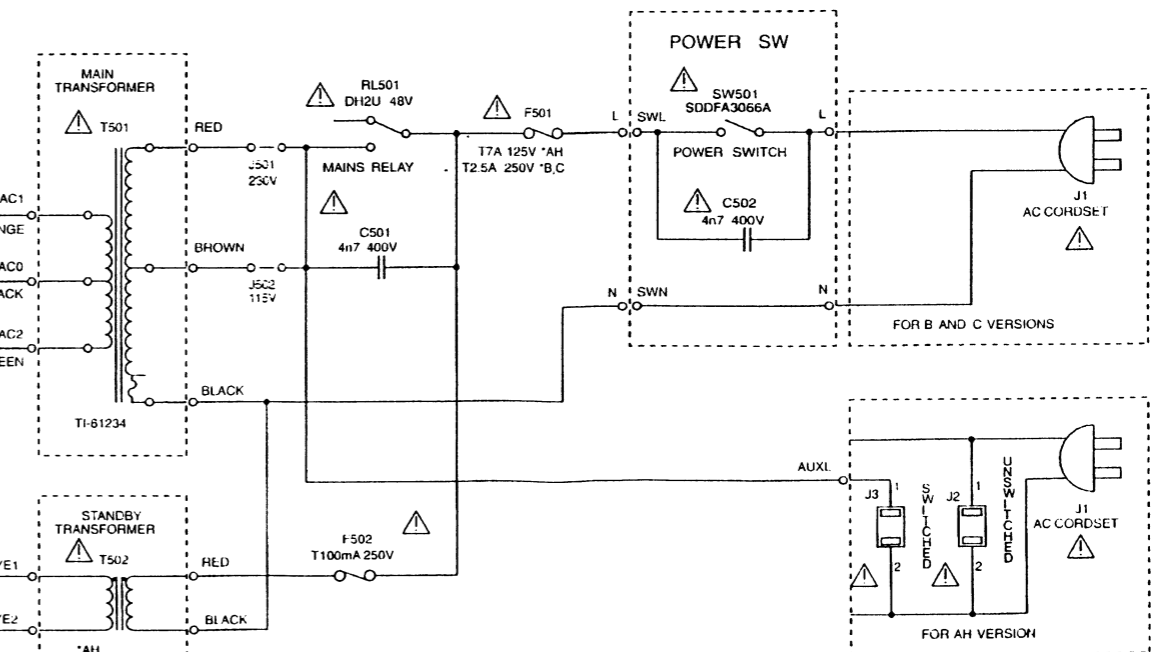 POWER SW
MAIN
TRANSFORMER
T501
RL501
DH2U 48V
SW501
SDDFA3066A
F501
RED
L
SWL
L
T7A 125V *AH
T2.5A 250V *B,C
POWER SWITCH
J501
230V
MAINS RELAY
AC1
NGE
C501
4n7 400V
C502
4n7 400V
J1
AC CORDSET
BROWN
AC0
ACK
J502
115V
N
SWN
N
FOR B AND C VERSIONS
AC2
EEN
BLACK
TI-61234
AUXL
J3
1
SWITCHED
J2
1
UNSWITCHED
J1
AC CORDSET
2
2
FOR AH VERSION
STANDBY
TRANSFORMER
T502
F502
T100mA 250V
YE1
RED
YE2
BLACK
*AH